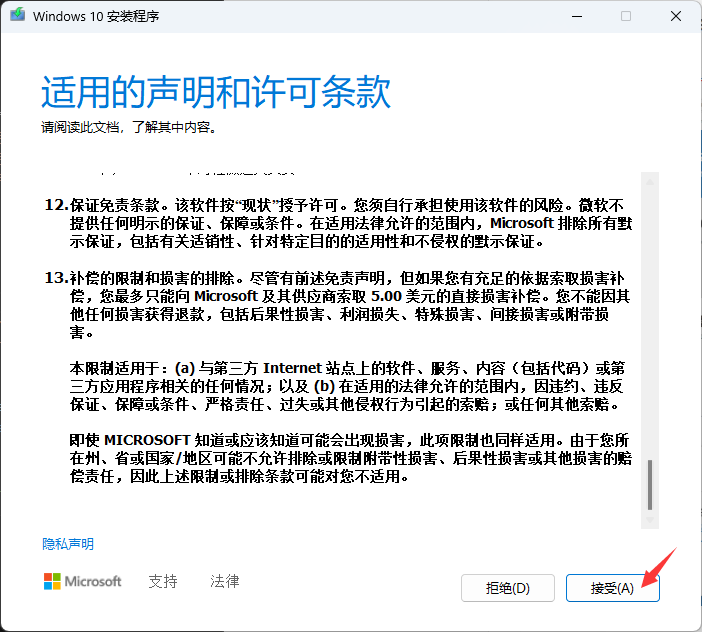 Windows 10 安装程序
适用的声明和许可条款
请阅读此文档，了解其中内容。
12.保证免责条款。该软件按“现状”授予许可。您须自行承担使用该软件的风险。微软不
提供任何明示的保证、保障或条件。在适用法律允许的范围内，Microsoft 排除所有默
示保证，包括有关适销性、针对特定目的的适用性和不侵权的默示保证。
13.补偿的限制和损害的排除。尽管有前述免责声明，但如果您有充足的依据索取损害补
偿，您最多只能向 Microsoft 及其供应商索取 5.00 美元的直接损害补偿。您不能因其
他任何损害获得退款，包括后果性损害、利润损失、特殊损害、间接损害或附带损
害。
本限制适用于：(a) 与第三方 Internet 站点上的软件、服务、内容（包括代码）或第
三方应用程序相关的任何情况；以及 (b) 在适用的法律允许的范围内，因违约、违反
保证、保障或条件、严格责任、过失或其他侵权行为引起的索赔；或任何其他索赔。
即使 MICROSOFT 知道或应该知道可能会出现损害，此项限制也同样适用。由于您所
在州、省或国家/地区可能不允许排除或限制附带性损害、后果性损害或其他损害的赔
偿责任，因此上述限制或排除条款可能对您不适用。
隐私声明
Microsoft 支持 法律
拒绝(D) 接受(A)